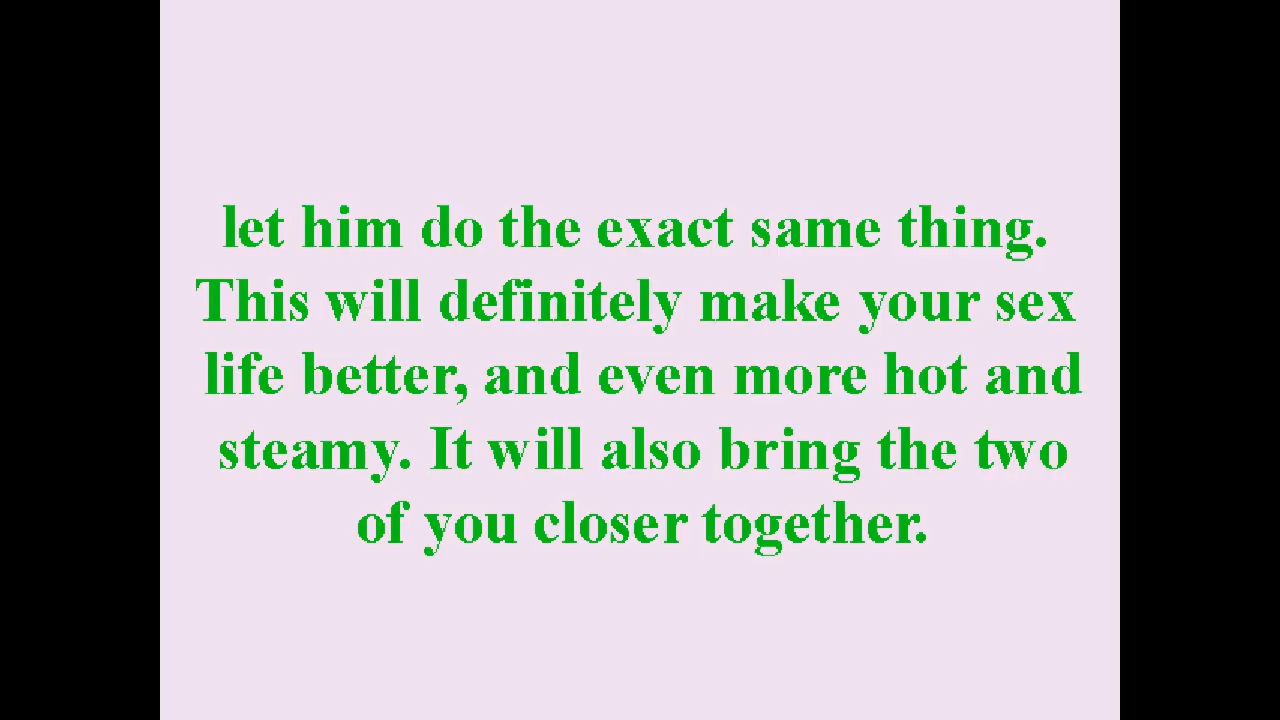 let him do the exact same thing.
This will definitely make your sex
life better, and even more hot and
steamy. It will also bring the two
of you closer together.